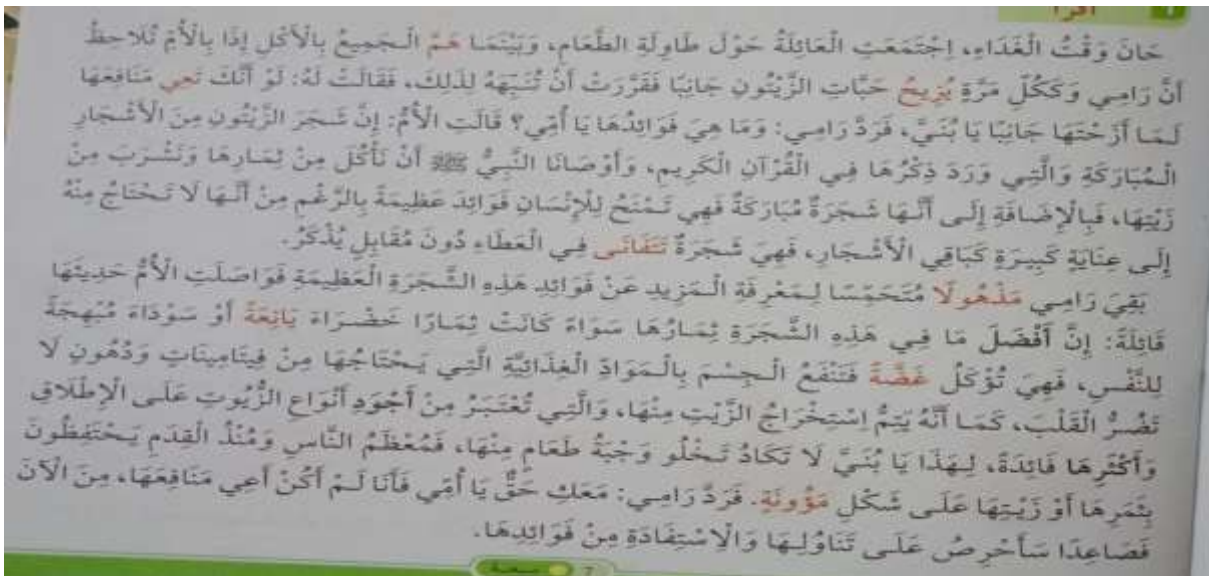 اقرأ
حَانَ وَقْتُ الْغَدَاءِ، اِجْتَمَعَتِ الْعَائِلَةُ حَوْلَ طَاوِلَةِ الطَّعَامِ، وَبَيْنَمَا هَمَّ الْجَمِيعُ بِالْأَكْلِ إِذَا بِالْأُمِّ تُلَاحِظُ
أَنَّ رَامِي وَكَكُلِّ مَرَّةٍ يُزِيحُ حَبَّاتِ الزَّيْتُونِ جَانِبًا فَقَرَّرَتْ أَنْ تُنَبِّهَهُ لِذَلِكَ، فَقَالَتْ لَهُ: لَوْ أَنَّكَ تَعِي مَنَافِعَهَا
لَمَا أَزَحْتَهَا جَانِبًا يَا بُنَيَّ، فَرَدَّ رَامِي: وَمَا هِيَ فَوَائِدُهَا يَا أُمِّي؟ قَالَتِ الْأُمُّ: إِنَّ شَجَرَ الزَّيْتُونِ مِنَ الْأَشْجَارِ
الْمُبَارَكَةِ وَالَّتِي وَرَدَ ذِكْرُهَا فِي الْقُرْآنِ الْكَرِيمِ، وَأَوْصَانَا النَّبِيُّ ﷺ أَنْ نَأْكُلَ مِنْ ثِمَارِهَا وَنَشْرَبَ مِنْ
زَيْتِهَا، فَبِالْإِضَافَةِ إِلَى أَنَّهَا شَجَرَةٌ مُبَارَكَةٌ فَهِيَ تَمْنَحُ لِلْإِنْسَانِ فَوَائِدَ عَظِيمَةً بِالرَّغْمِ مِنْ أَنَّهَا لَا تَحْتَاجُ مِنْهُ
إِلَى عِنَايَةٍ كَبِيرَةٍ كَبَاقِي الْأَشْجَارِ، فَهِيَ شَجَرَةٌ تَتَفَانَى فِي الْعَطَاءِ دُونَ مُقَابِلٍ يُذْكَرُ.
بَقِيَ رَامِي مَذْهُولًا مُتَحَمِّسًا لِمَعْرِفَةِ الْمَزِيدِ عَنْ فَوَائِدِ هَذِهِ الشَّجَرَةِ الْعَظِيمَةِ فَوَاصَلَتِ الْأُمُّ حَدِيثَهَا
قَائِلَةً: إِنَّ أَفْضَلَ مَا فِي هَذِهِ الشَّجَرَةِ ثِمَارُهَا سَوَاءً كَانَتْ ثِمَارًا خَضْرَاءَ يَانِعَةً أَوْ سَوْدَاءَ مُبْهِجَةً
لِلنَّفْسِ، فَهِيَ تُؤْكَلُ غَضَّةً فَتَنْفَعُ الْجِسْمَ بِالْمَوَادِّ الْغِذَائِيَّةِ الَّتِي يَحْتَاجُهَا مِنْ فِيتَامِينَاتٍ وَدُهُونٍ لَا
تَضُرُّ الْقَلْبَ، كَمَا أَنَّهُ يَتِمُّ اِسْتِخْرَاجُ الزَّيْتِ مِنْهَا، وَالَّتِي تُعْتَبَرُ مِنْ أَجْوَدِ أَنْوَاعِ الزُّيُوتِ عَلَى الْإِطْلَاقِ
وَأَكْثَرِهَا فَائِدَةً، لِهَذَا يَا بُنَيَّ لَا تَكَادُ تَخْلُو وَجْبَةُ طَعَامٍ مِنْهَا، فَمُعْظَمُ النَّاسِ وَمُنْذُ الْقِدَمِ يَحْتَفِظُونَ
بِثَمَرِهَا أَوْ زَيْتِهَا عَلَى شَكْلِ مَؤُونَةٍ. فَرَدَّ رَامِي: مَعَكِ حَقٌّ يَا أُمِّي فَأَنَا لَمْ أَكُنْ أَعِي مَنَافِعَهَا، مِنَ الْآنَ
فَصَاعِدًا سَأَحْرِصُ عَلَى تَنَاوُلِهَا وَالْاِسْتِفَادَةِ مِنْ فَوَائِدِهَا.
7 سبعة